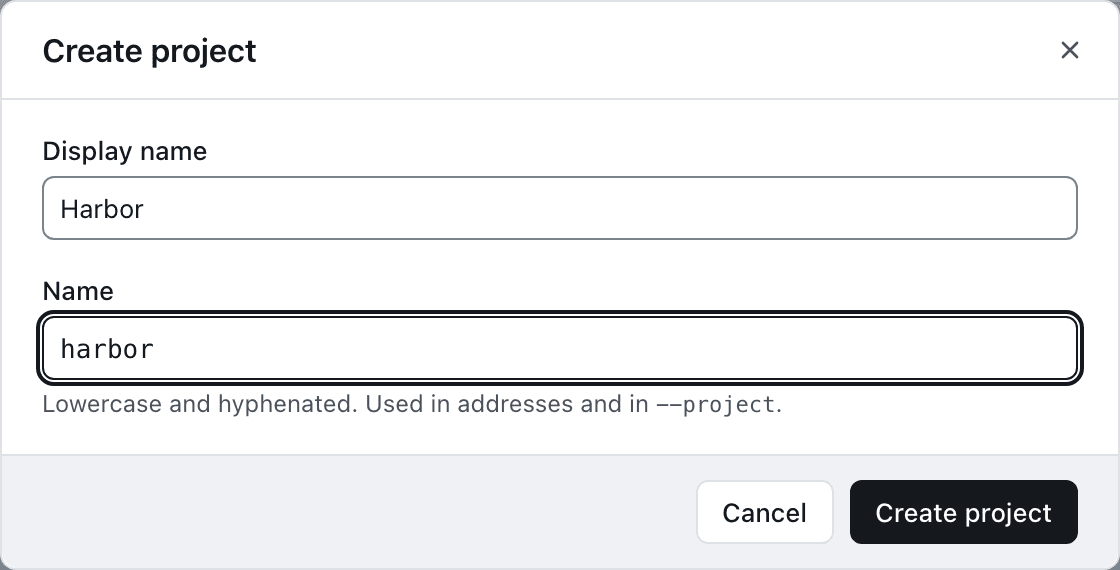 Create project
Display name
Harbor
Name
harbor
Lowercase and hyphenated. Used in addresses and in --project.
Cancel
Create project